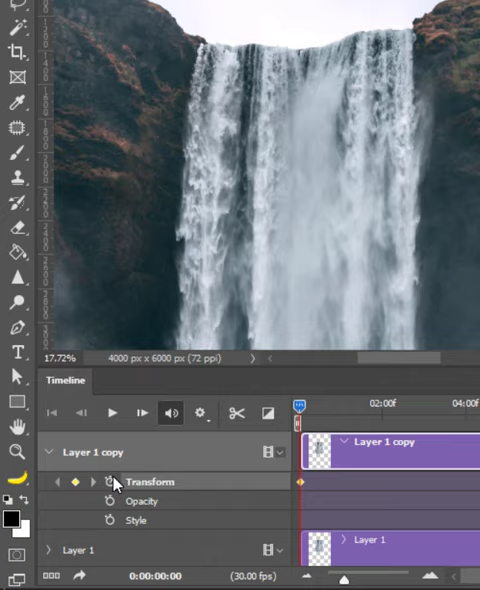 17.72% 4000 px x 6000 px (72 ppi)
Timeline
02:00f 04:00f
Layer 1 copy
Layer 1 copy
Transform
Opacity
Style
Layer 1
Layer 1
0:00:00:00 (30.00 fps)